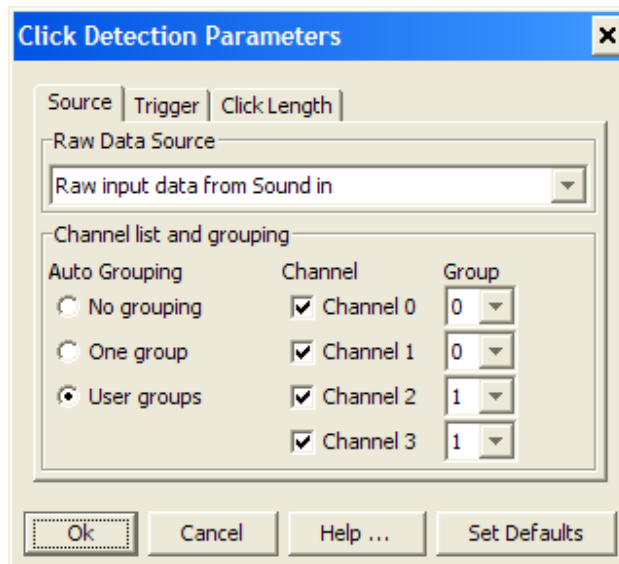 Click Detection Parameters
Source Trigger Click Length
Raw Data Source
Raw input data from Sound in
Channel list and grouping
Auto Grouping Channel Group
No grouping Channel 0 0
One group Channel 1 0
User groups Channel 2 1
Channel 3 1
Ok Cancel Help ... Set Defaults